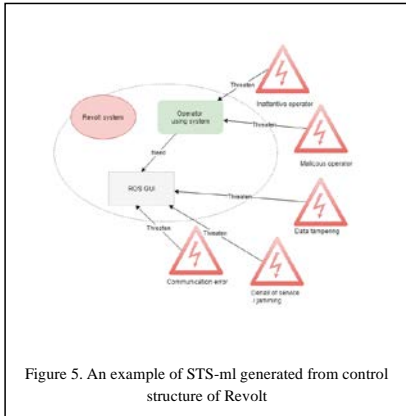 Threaten
Inattentive operator
Revolt system
Operator
using system
Threaten
Malicious operator
Need
ROS GUI
Threaten
Data tampering
Threaten
Threaten
Communication error
Denial of service
/ jamming
Figure 5. An example of STS-ml generated from control
structure of Revolt